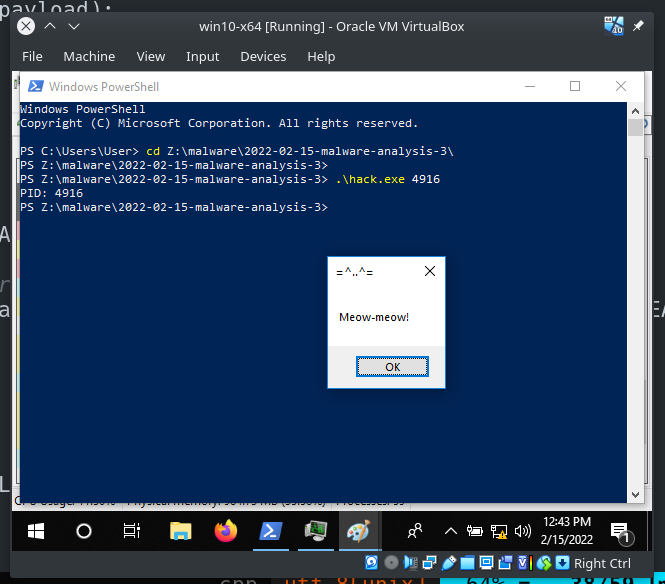 payload):
win10-x64 [Running] - Oracle VM VirtualBox
File Machine View Input Devices Help
Windows PowerShell
Windows PowerShell
Copyright (C) Microsoft Corporation. All rights reserved.
PS C:\Users\User> cd Z:\malware\2022-02-15-malware-analysis-3\
PS Z:\malware\2022-02-15-malware-analysis-3>
PS Z:\malware\2022-02-15-malware-analysis-3> .\hack.exe 4916
PID: 4916
PS Z:\malware\2022-02-15-malware-analysis-3>
=^..^=
Meow-meow!
OK
12:43 PM
2/15/2022
1
Right Ctrl